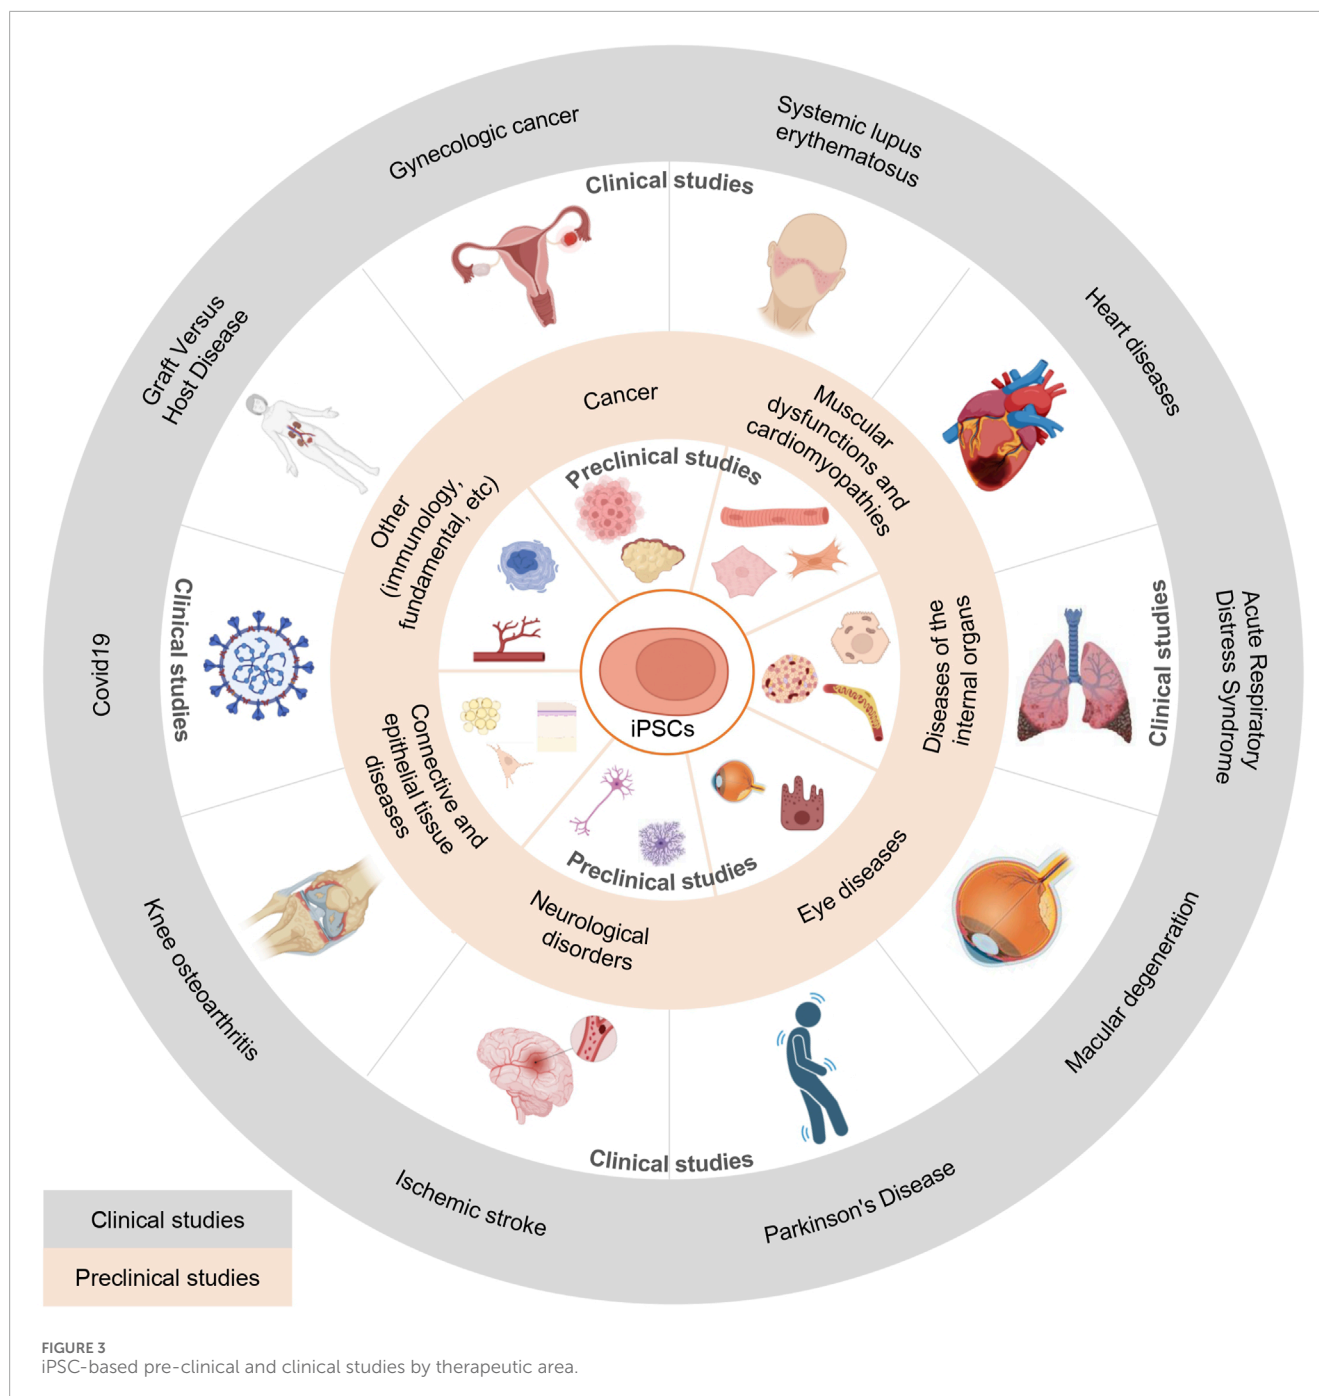 Gynecologic cancer
Systemic lupus
erythematosus
Heart diseases
Acute Respiratory
Distress Syndrome
Macular degeneration
Parkinson's Disease
Ischemic stroke
Knee osteoarthritis
Covid19
Graft Versus
Host Disease
Clinical studies
Clinical studies
Clinical studies
Clinical studies
Cancer
Muscular
dysfunctions and
cardiomyopathies
Diseases of the
internal organs
Eye diseases
Neurological
disorders
Connective and
epithelial tissue
diseases
Other
(immunology,
fundamental, etc)
Preclinical studies
Preclinical studies
iPSCs
Clinical studies
Preclinical studies
FIGURE 3
iPSC-based pre-clinical and clinical studies by therapeutic area.